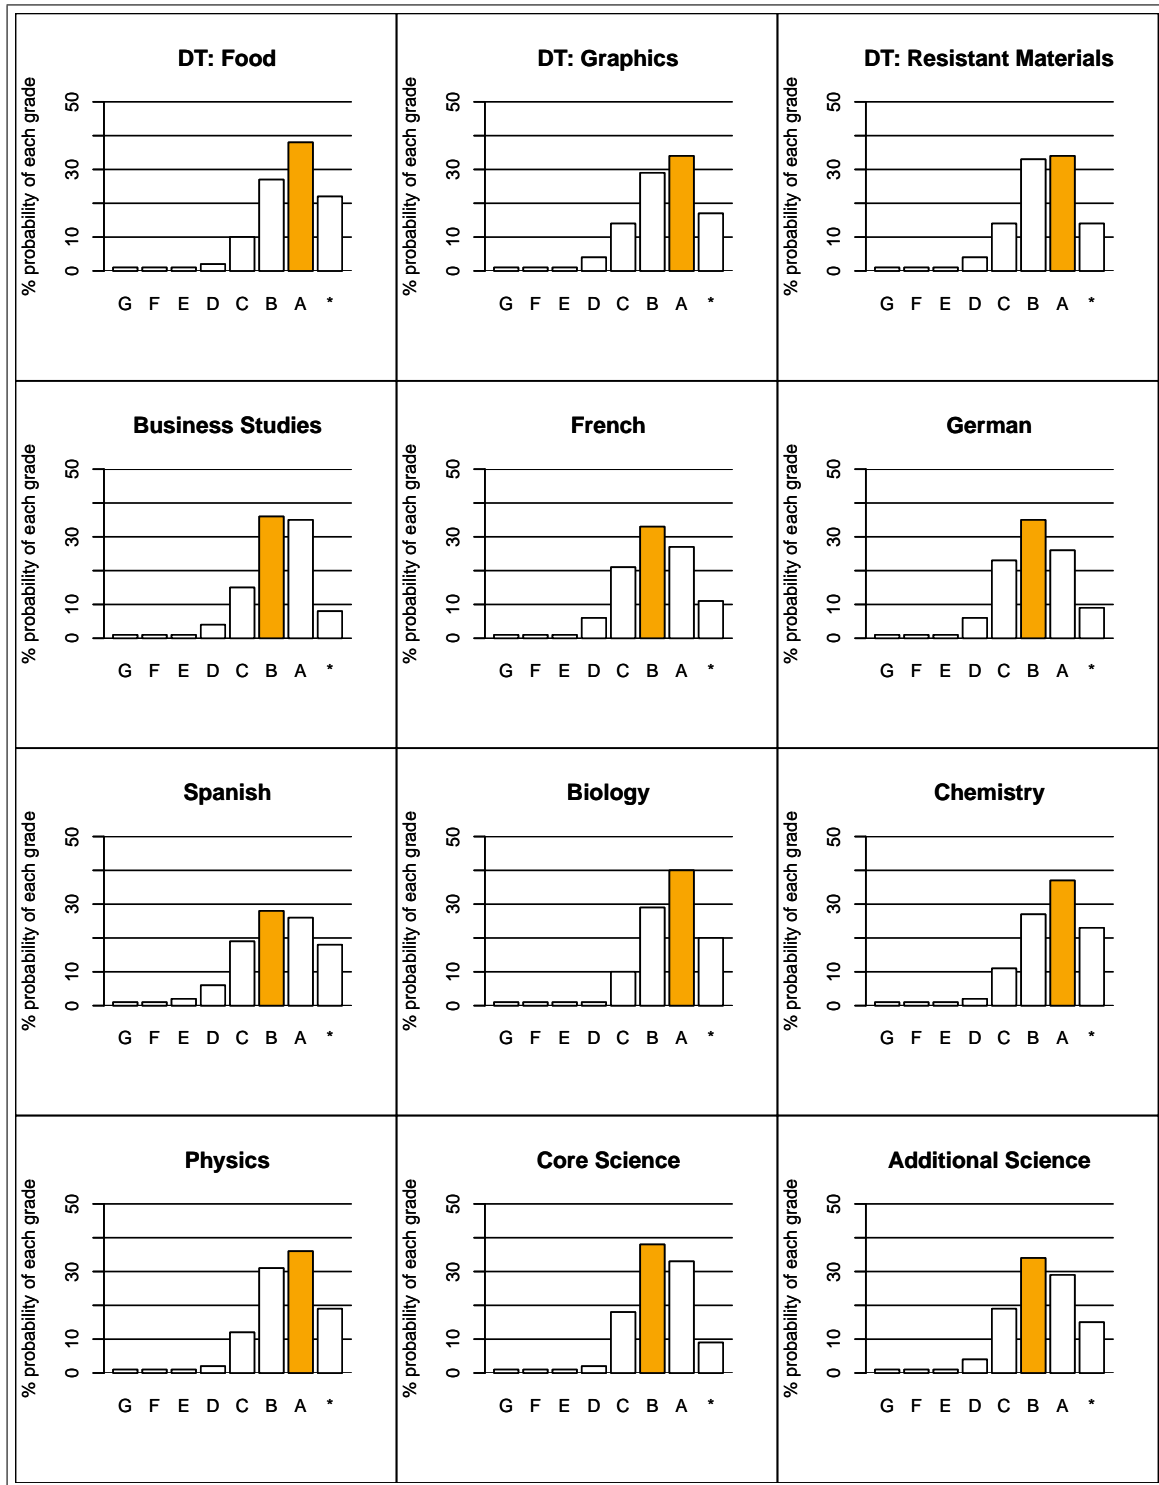 DT: Food
% probability of each grade
50
30
10
0
G F E D C B A *
DT: Graphics
% probability of each grade
50
30
10
0
G F E D C B A *
DT: Resistant Materials
% probability of each grade
50
30
10
0
G F E D C B A *
Business Studies
% probability of each grade
50
30
10
0
G F E D C B A *
French
% probability of each grade
50
30
10
0
G F E D C B A *
German
% probability of each grade
50
30
10
0
G F E D C B A *
Spanish
% probability of each grade
50
30
10
0
G F E D C B A *
Biology
% probability of each grade
50
30
10
0
G F E D C B A *
Chemistry
% probability of each grade
50
30
10
0
G F E D C B A *
Physics
% probability of each grade
50
30
10
0
G F E D C B A *
Core Science
% probability of each grade
50
30
10
0
G F E D C B A *
Additional Science
% probability of each grade
50
30
10
0
G F E D C B A *